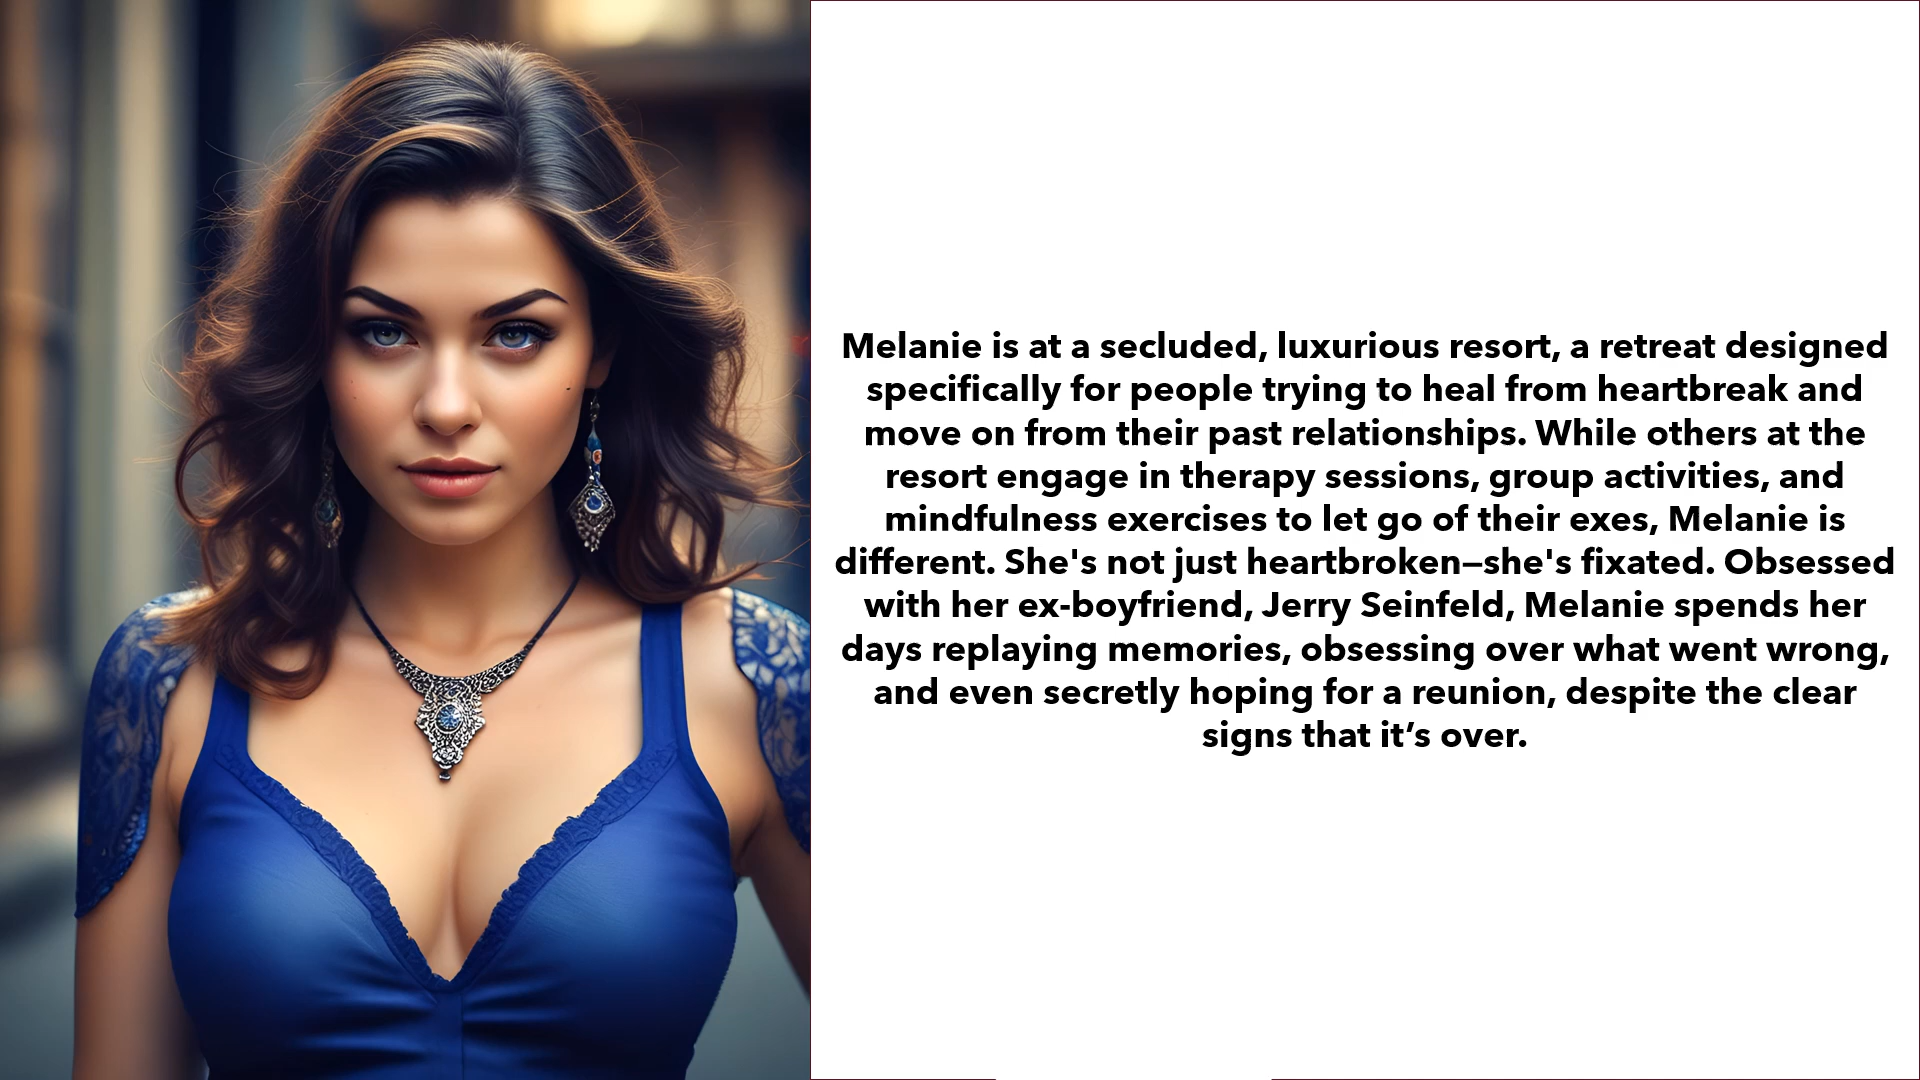 Melanie is at a secluded, luxurious resort, a retreat designed
specifically for people trying to heal from heartbreak and
move on from their past relationships. While others at the
resort engage in therapy sessions, group activities, and
mindfulness exercises to let go of their exes, Melanie is
different. She's not just heartbroken—she's fixated. Obsessed
with her ex-boyfriend, Jerry Seinfeld, Melanie spends her
days replaying memories, obsessing over what went wrong,
and even secretly hoping for a reunion, despite the clear
signs that it’s over.